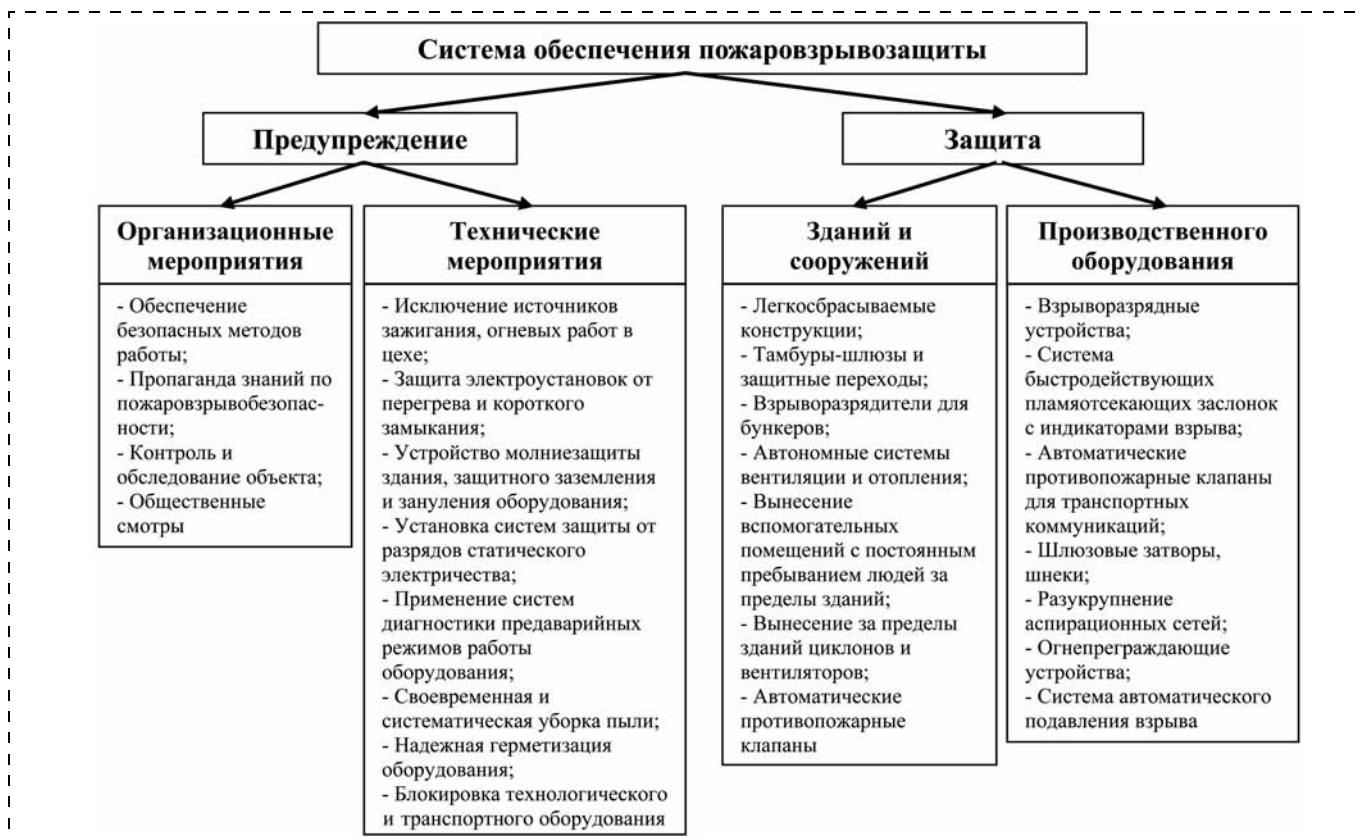 Система обеспечения пожаровзрывозащиты
Предупреждение
Защита
Организационные
мероприятия
- Обеспечение
безопасных методов
работы;
- Пропаганда знаний по
пожаровзрывобезопас-
ности;
- Контроль и
обследование объекта;
- Общественные
смотры
Технические
мероприятия
- Исключение источников
зажигания, огневых работ в
цехе;
- Защита электроустановок от
перегрева и короткого
замыкания;
- Устройство молниезащиты
здания, защитного заземления
и зануления оборудования;
- Установка систем защиты от
разрядов статического
электричества;
- Применение систем
диагностики предаварийных
режимов работы
оборудования;
- Своевременная и
систематическая уборка пыли;
- Надежная герметизация
оборудования;
- Блокировка технологического
и транспортного оборудования
Зданий и
сооружений
- Легкосбрасываемые
конструкции;
- Тамбуры-шлюзы и
защитные переходы;
- Взрыворазрядители для
бункеров;
- Автономные системы
вентиляции и отопления;
- Вынесение
вспомогательных
помещений с постоянным
пребыванием людей за
пределы зданий;
- Вынесение за пределы
зданий циклонов и
вентиляторов;
- Автоматические
противопожарные
клапаны
Производственного
оборудования
- Взрыворазрядные
устройства;
- Система
быстродействующих
пламяотсекающих заслонок
с индикаторами взрыва;
- Автоматические
противопожарные клапаны
для транспортных
коммуникаций;
- Шлюзовые затворы,
шнеки;
- Разукрупнение
аспирационных сетей;
- Огнепреграждающие
устройства;
- Система автоматического
подавления взрыва